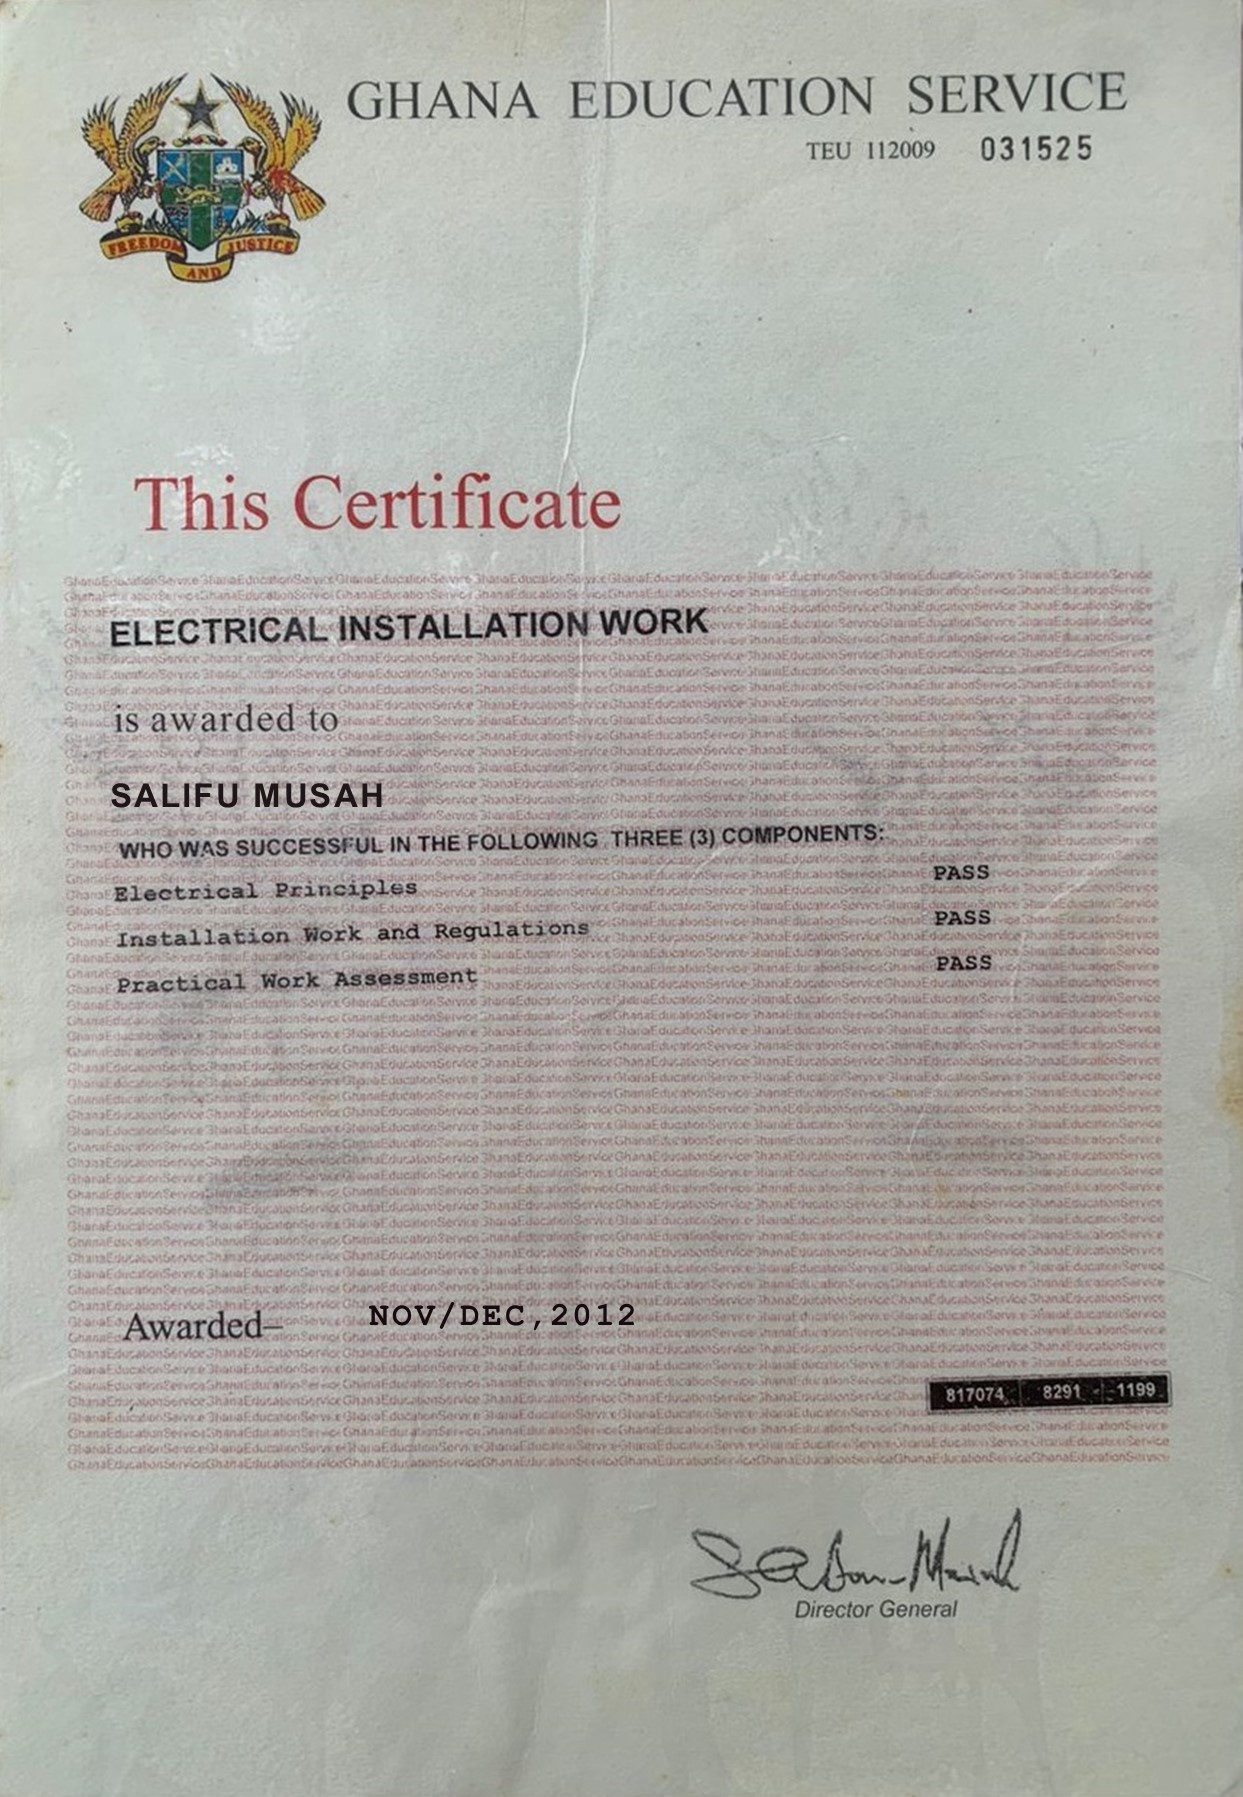 GHANA EDUCATION SERVICE
TEU 112009 031525
FREEDOM AND JUSTICE
This Certificate
ELECTRICAL INSTALLATION WORK
is awarded to
SALIFU MUSAH
WHO WAS SUCCESSFUL IN THE FOLLOWING THREE (3) COMPONENTS:
Electrical Principles PASS
Installation Work and Regulations PASS
Practical Work Assessment PASS
Awarded– NOV/DEC,2012
817074 8291 1199
Director General